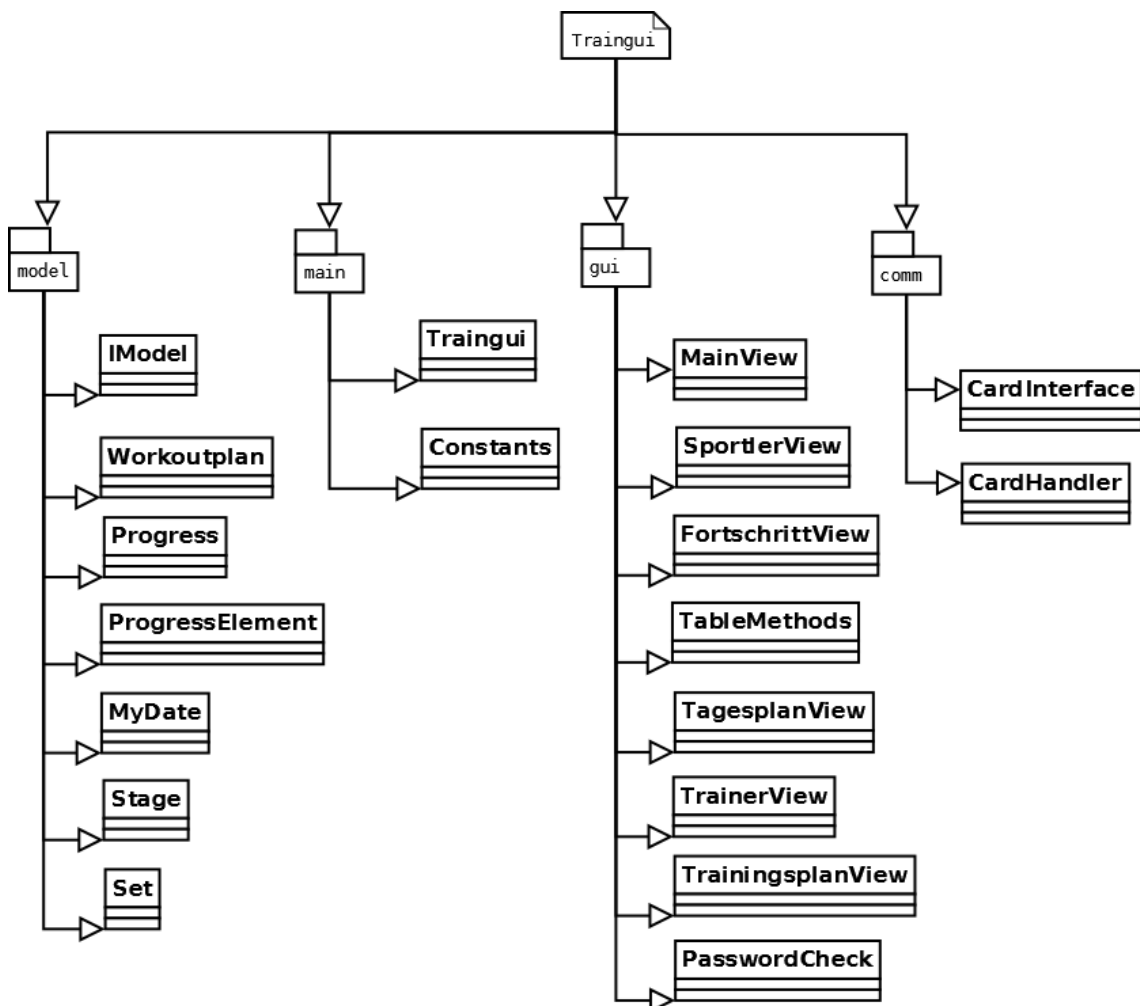 Traingui
model
main
gui
comm
IModel
Workoutplan
Progress
ProgressElement
MyDate
Stage
Set
Traingui
Constants
MainView
SportlerView
FortschrittView
TableMethods
TagesplanView
TrainerView
TrainingsplanView
PasswordCheck
CardInterface
CardHandler